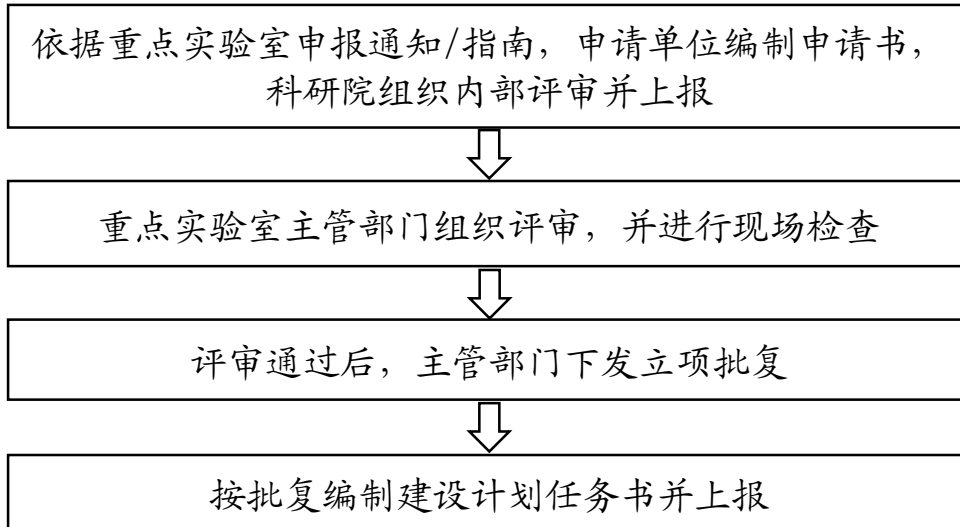 依据重点实验室申报通知/指南，申请单位编制申请书，
科研院组织内部评审并上报
重点实验室主管部门组织评审，并进行现场检查
评审通过后，主管部门下发立项批复
按批复编制建设计划任务书并上报